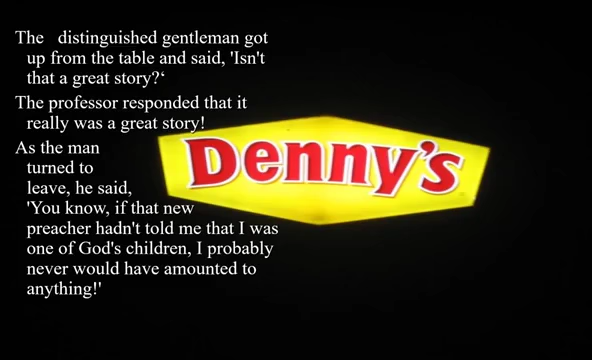 The distinguished gentleman got
up from the table and said, 'Isn't
that a great story?‘
The professor responded that it
really was a great story!
As the man
turned to
leave, he said,
'You know, if that new
preacher hadn't told me that I was
one of God's children, I probably
never would have amounted to
anything!'
Denny's